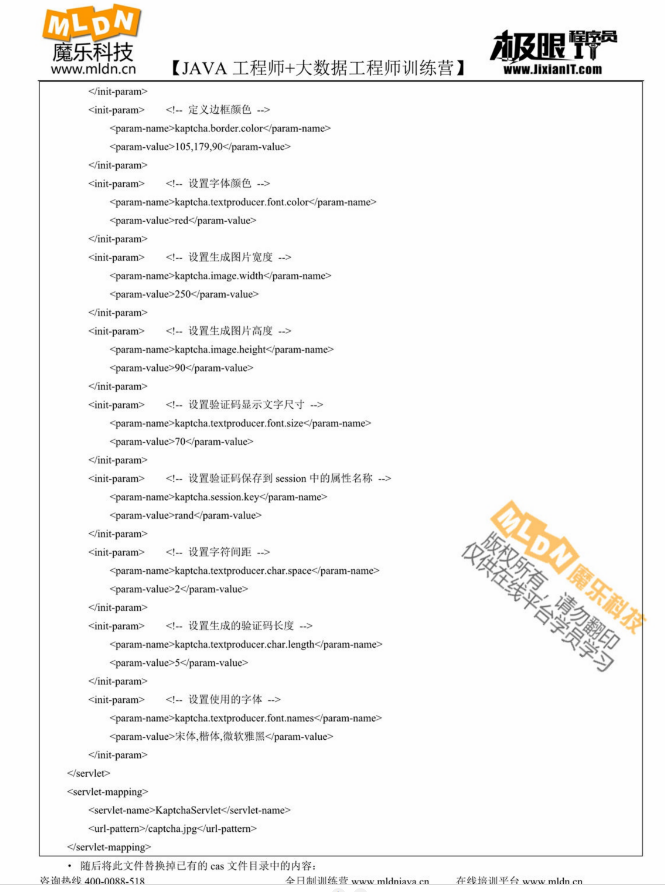 MLDN
魔乐科技
www.mldn.cn
【JAVA 工程师+大数据工程师训练营】
极限IT程序员
www.JixianIT.com
</init-param>
<init-param> <!-- 定义边框颜色 -->
<param-name>kaptcha.border.color</param-name>
<param-value>105,179,90</param-value>
</init-param>
<init-param> <!-- 设置字体颜色 -->
<param-name>kaptcha.textproducer.font.color</param-name>
<param-value>red</param-value>
</init-param>
<init-param> <!-- 设置生成图片宽度 -->
<param-name>kaptcha.image.width</param-name>
<param-value>250</param-value>
</init-param>
<init-param> <!-- 设置生成图片高度 -->
<param-name>kaptcha.image.height</param-name>
<param-value>90</param-value>
</init-param>
<init-param> <!-- 设置验证码显示文字尺寸 -->
<param-name>kaptcha.textproducer.font.size</param-name>
<param-value>70</param-value>
</init-param>
<init-param> <!-- 设置验证码保存到 session 中的属性名称 -->
<param-name>kaptcha.session.key</param-name>
<param-value>rand</param-value>
</init-param>
<init-param> <!-- 设置字符间距 -->
<param-name>kaptcha.textproducer.char.space</param-name>
<param-value>2</param-value>
</init-param>
<init-param> <!-- 设置生成的验证码长度 -->
<param-name>kaptcha.textproducer.char.length</param-name>
<param-value>5</param-value>
</init-param>
<init-param> <!-- 设置使用的字体 -->
<param-name>kaptcha.textproducer.font.names</param-name>
<param-value>宋体,楷体,微软雅黑</param-value>
</init-param>
</servlet>
<servlet-mapping>
<servlet-name>KaptchaServlet</servlet-name>
<url-pattern>/captcha.jpg</url-pattern>
</servlet-mapping>
MLDN 魔乐科技
版权所有，请勿翻印
仅供在线平台学员学习
· 随后将此文件替换掉已有的 cas 文件目录中的内容：
咨询热线 400-0088-518 全日制训练营 www.mldnjava.cn 在线培训平台 www.mldn.cn